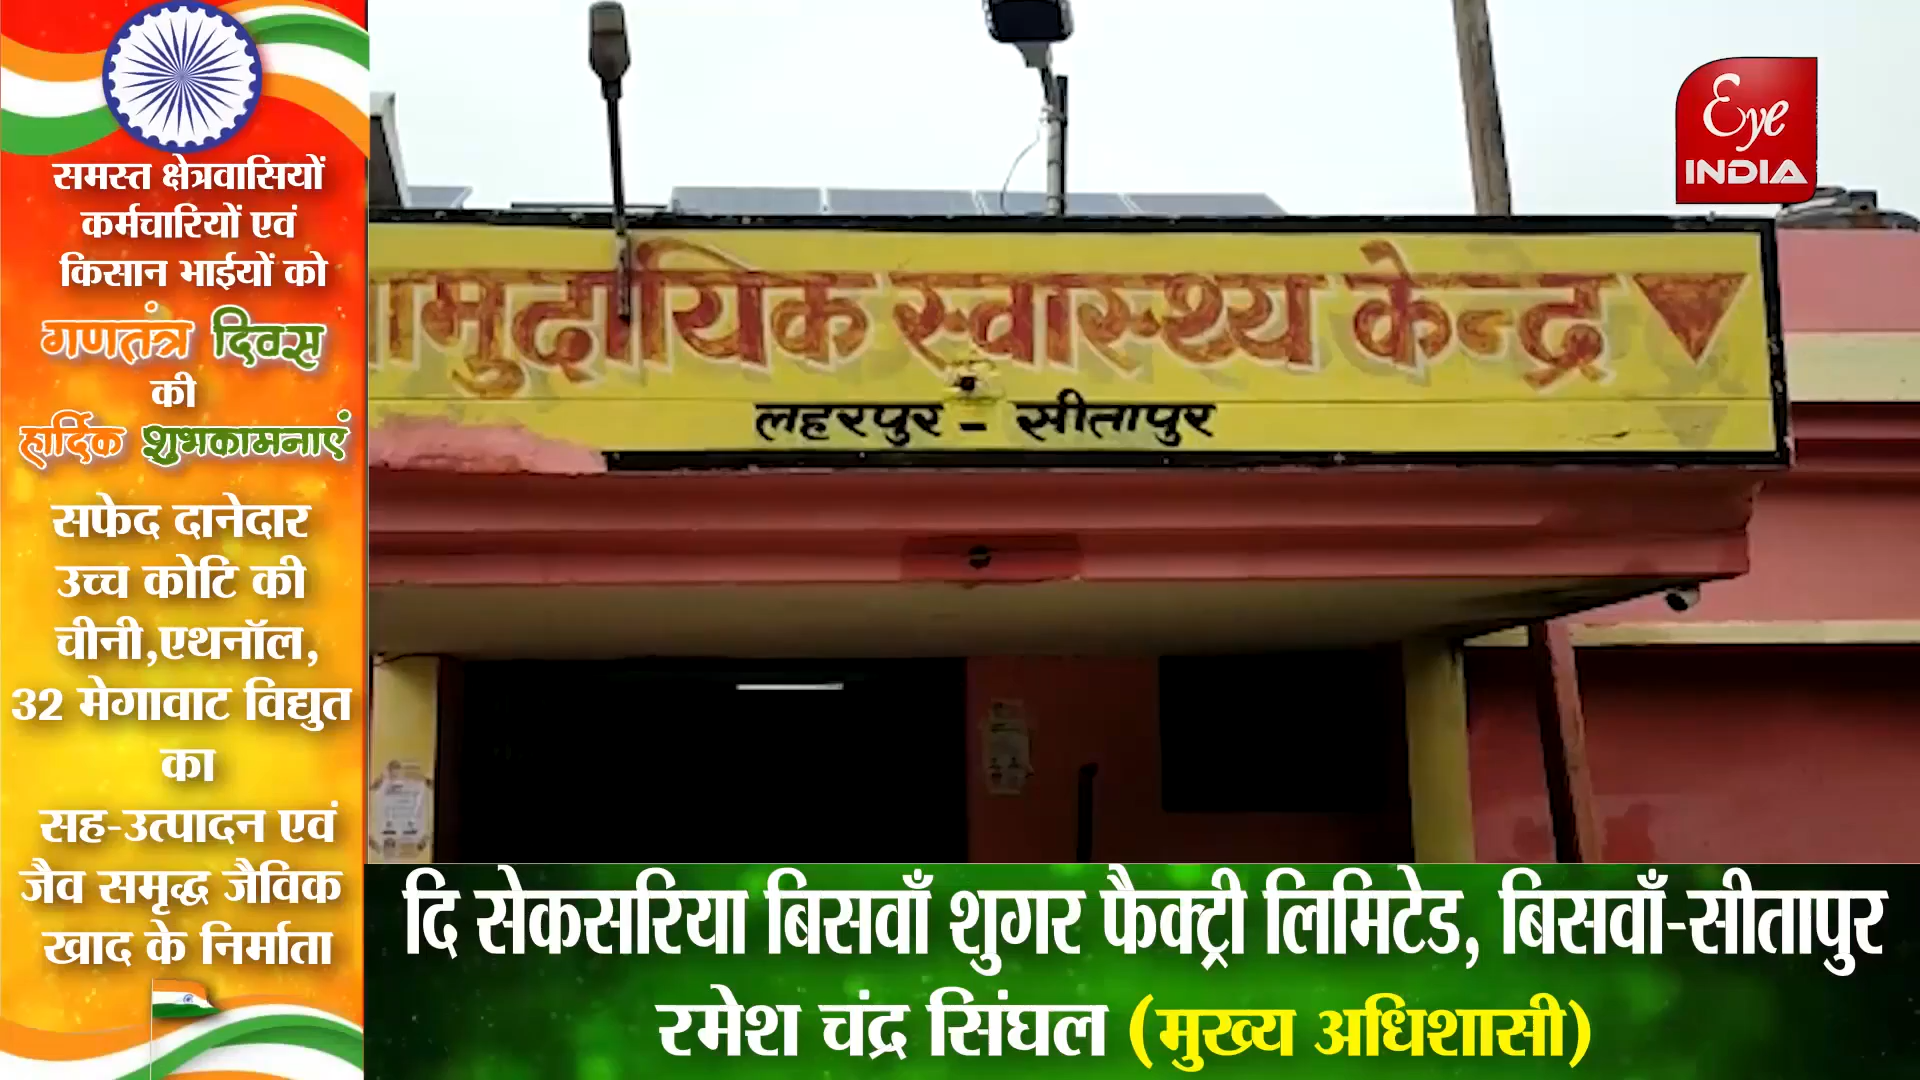 समस्त क्षेत्रवासियों
कर्मचारियों एवं
किसान भाईयों को
गणतंत्र दिवस
की
हार्दिक शुभकामनाएं
सफेद दानेदार
उच्च कोटि की
चीनी,एथनॉल,
32 मेगावाट विद्युत
का
सह-उत्पादन एवं
जैव समृद्ध जैविक
खाद के निर्माता
Eye
INDIA
ामुदायिक स्वास्थ्य केन्द्र
लहरपुर - सीतापुर
दि सेकसरिया बिसवाँ शुगर फैक्ट्री लिमिटेड, बिसवाँ-सीतापुर
रमेश चंद्र सिंघल (मुख्य अधिशासी)